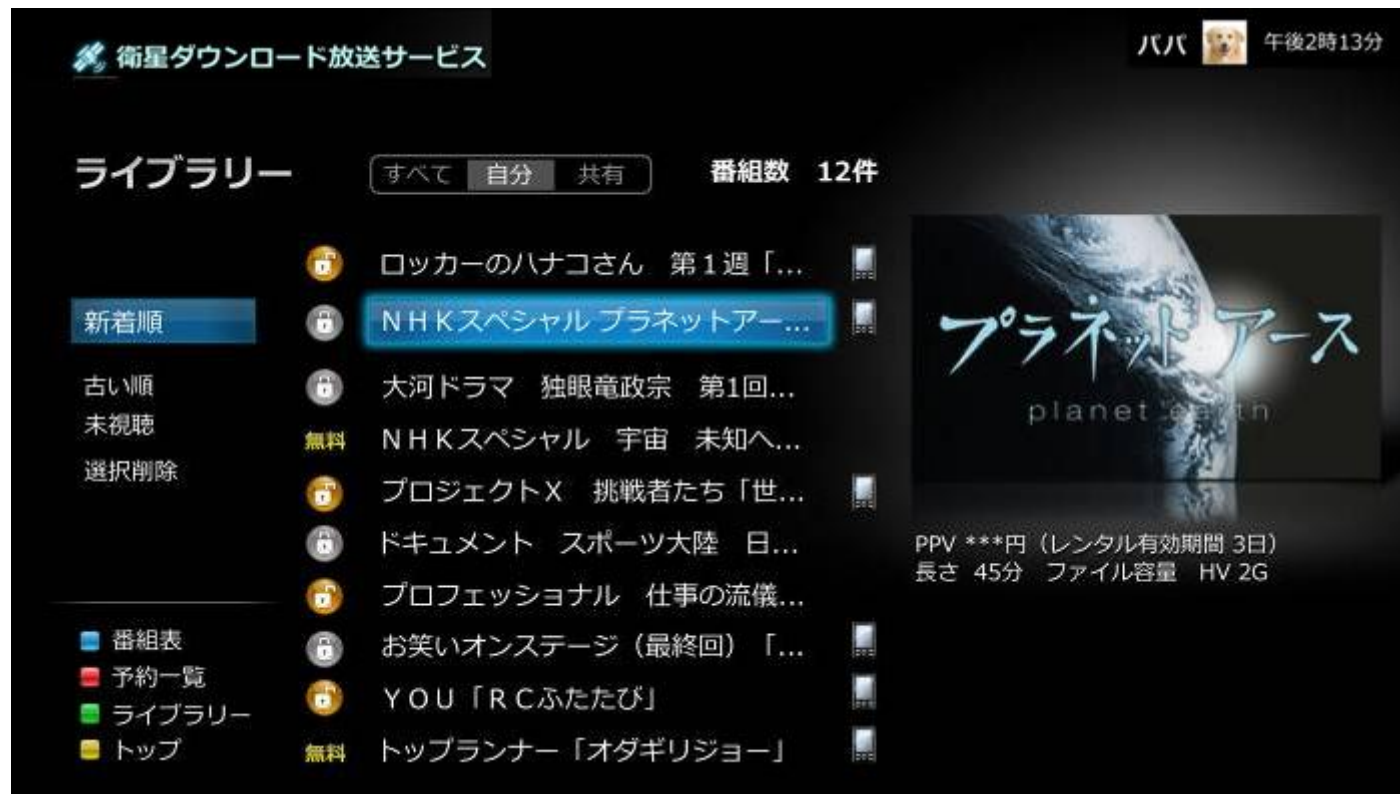 衛星ダウンロード放送サービス
パパ
午後2時13分
ライブラリー
すべて 自分 共有
番組数 12件
新着順
古い順
未視聴
選択削除
ロッカーのハナコさん 第1週「...
NHKスペシャル プラネットアー...
大河ドラマ 独眼竜政宗 第1回...
無料 NHKスペシャル 宇宙 未知へ...
プロジェクトX 挑戦者たち「世...
ドキュメント スポーツ大陸 日...
プロフェッショナル 仕事の流儀...
お笑いオンステージ（最終回）「...
YOU「RCふたたび」
無料 トップランナー「オダギリジョー」
番組表
予約一覧
ライブラリー
トップ
プラネットアース
planet earth
PPV ***円（レンタル有効期間 3日）
長さ 45分 ファイル容量 HV 2G